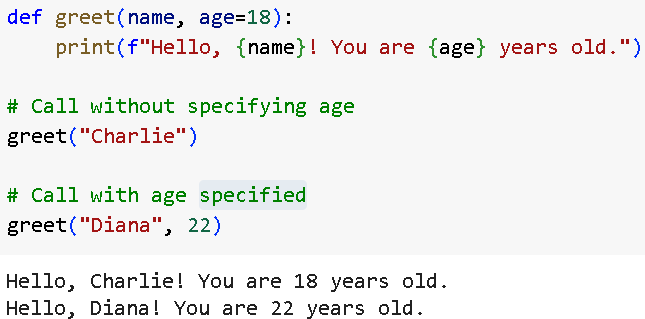 def greet(name, age=18):
    print(f"Hello, {name}! You are {age} years old.")
# Call without specifying age
greet("Charlie")
# Call with age specified
greet("Diana", 22)
Hello, Charlie! You are 18 years old.
Hello, Diana! You are 22 years old.